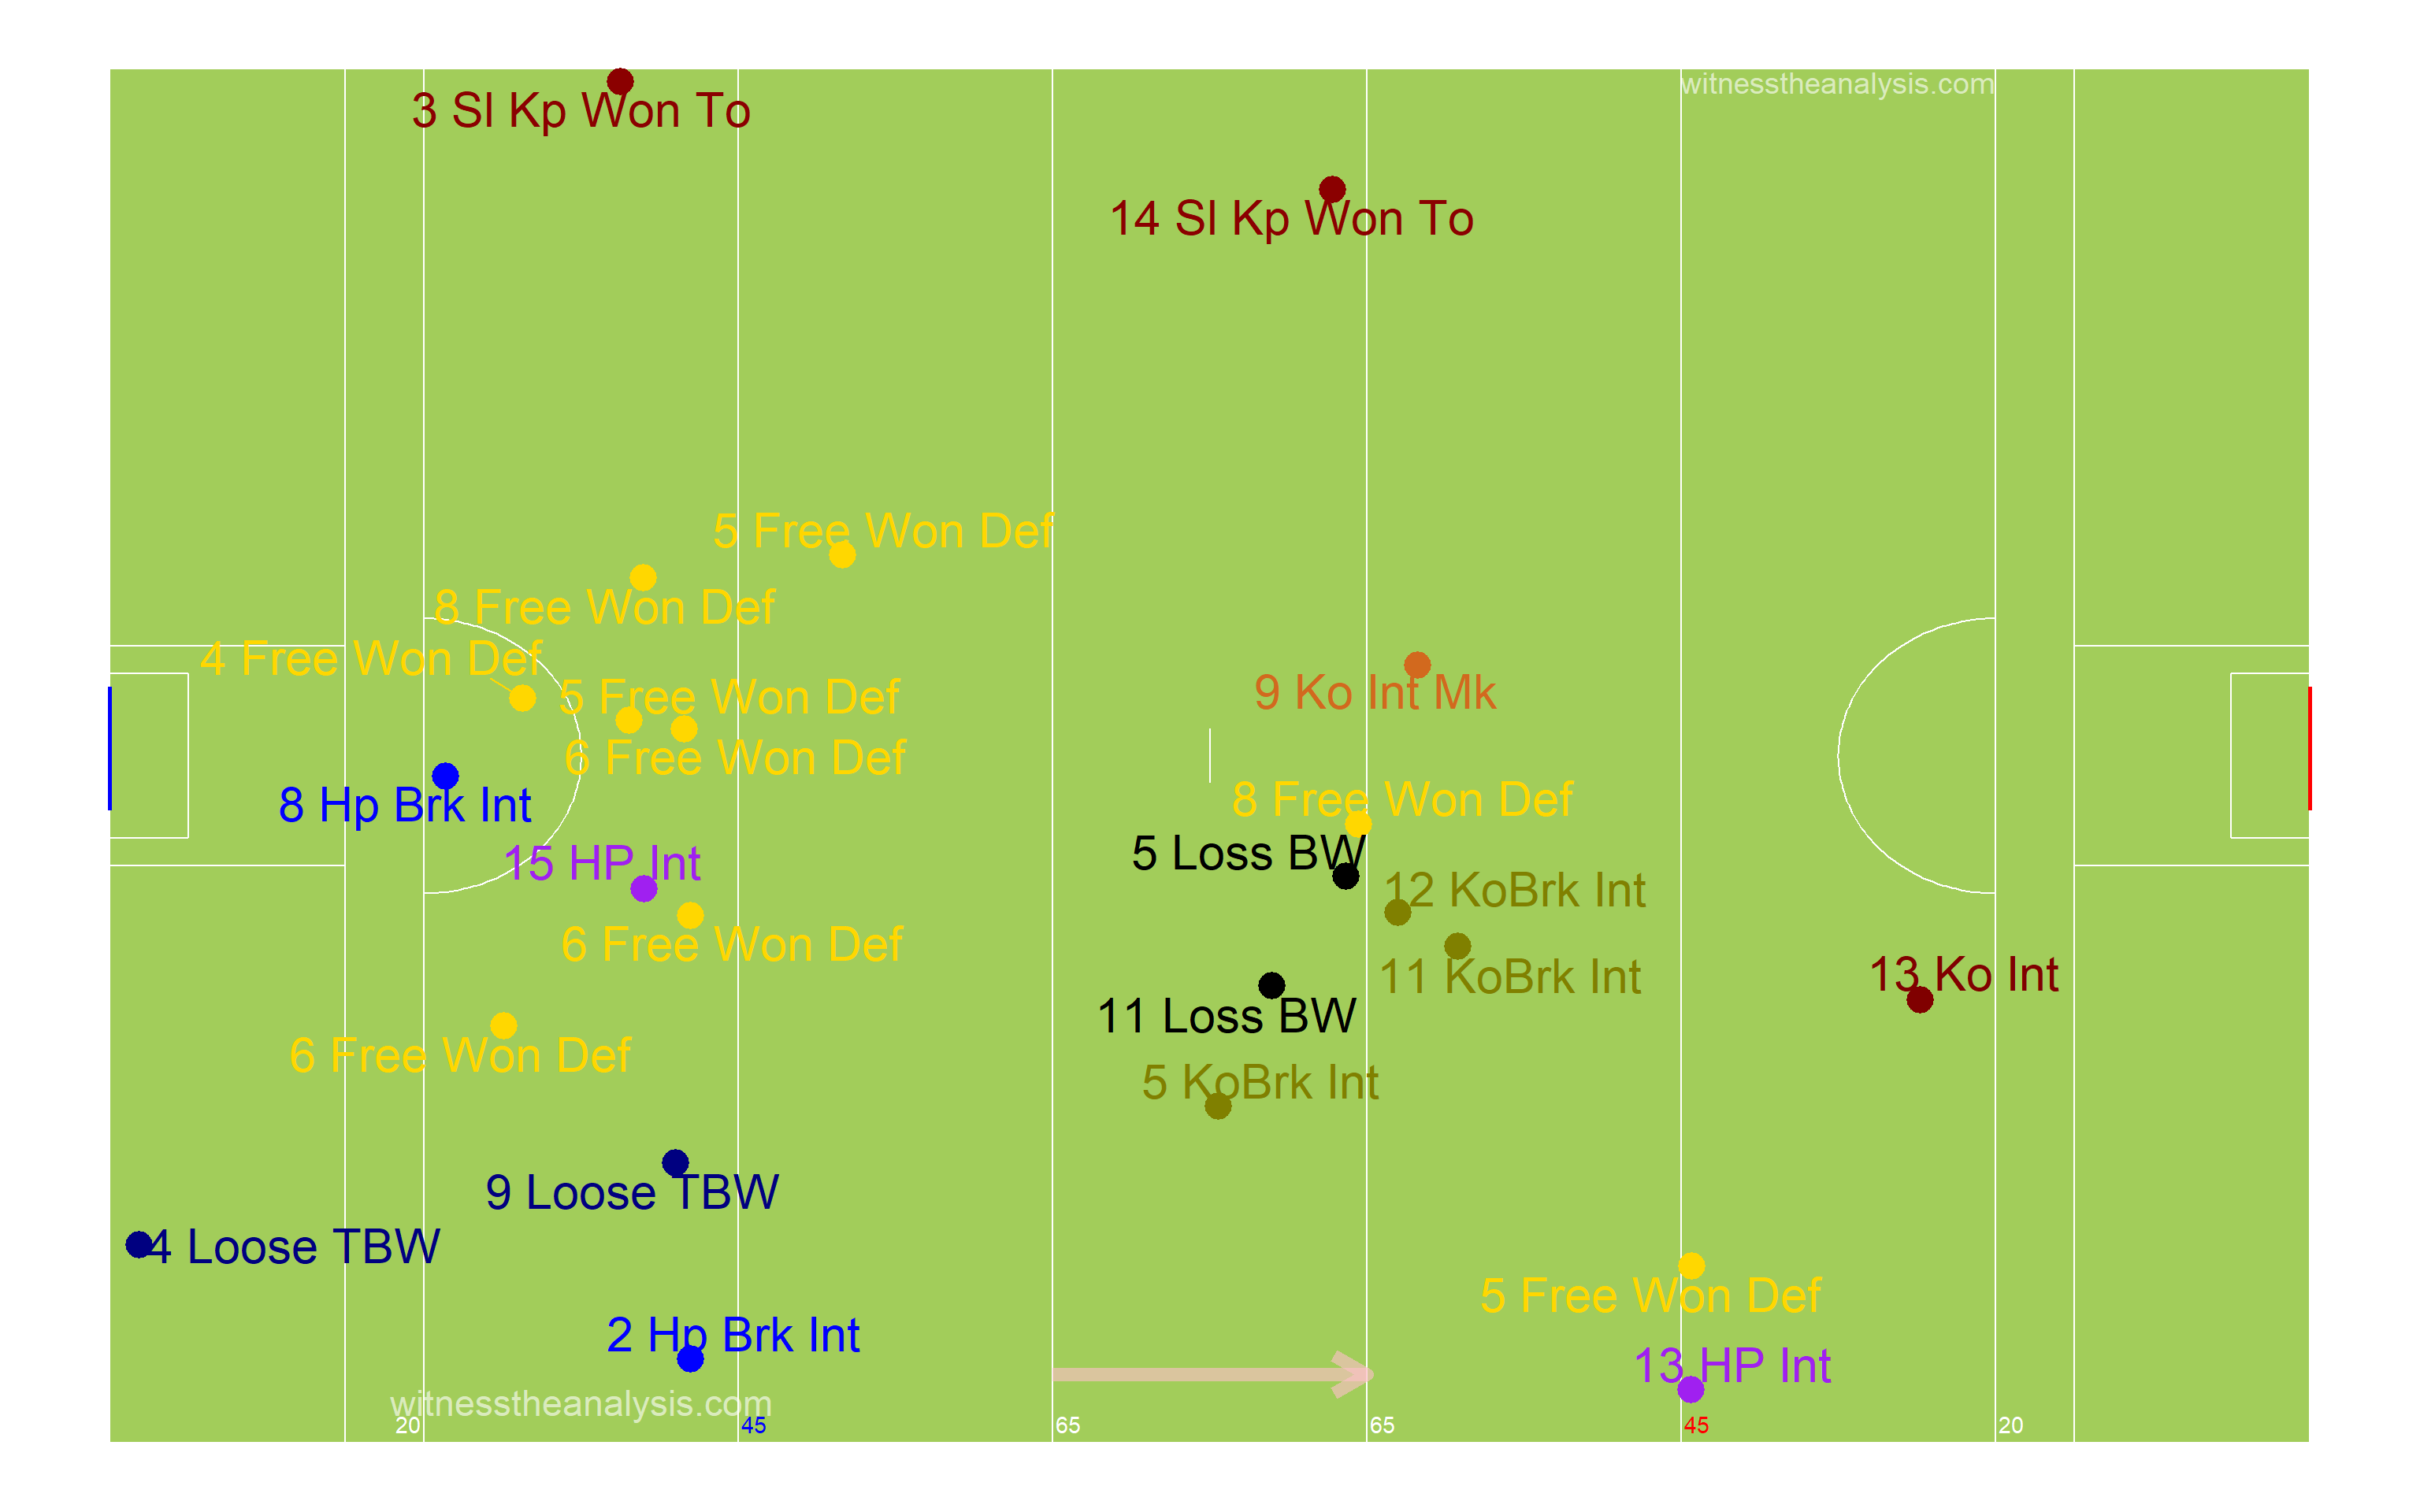 witnesstheanalysis.com
3 Sl Kp Won To
14 Sl Kp Won To
5 Free Won Def
8 Free Won Def
4 Free Won Def
5 Free Won Def
9 Ko Int Mk
6 Free Won Def
8 Hp Brk Int
8 Free Won Def
5 Loss BW
15 HP Int
12 KoBrk Int
6 Free Won Def
11 KoBrk Int
13 Ko Int
11 Loss BW
6 Free Won Def
5 KoBrk Int
9 Loose TBW
4 Loose TBW
5 Free Won Def
2 Hp Brk Int
13 HP Int
witnesstheanalysis.com
20 45 65 65 45 20